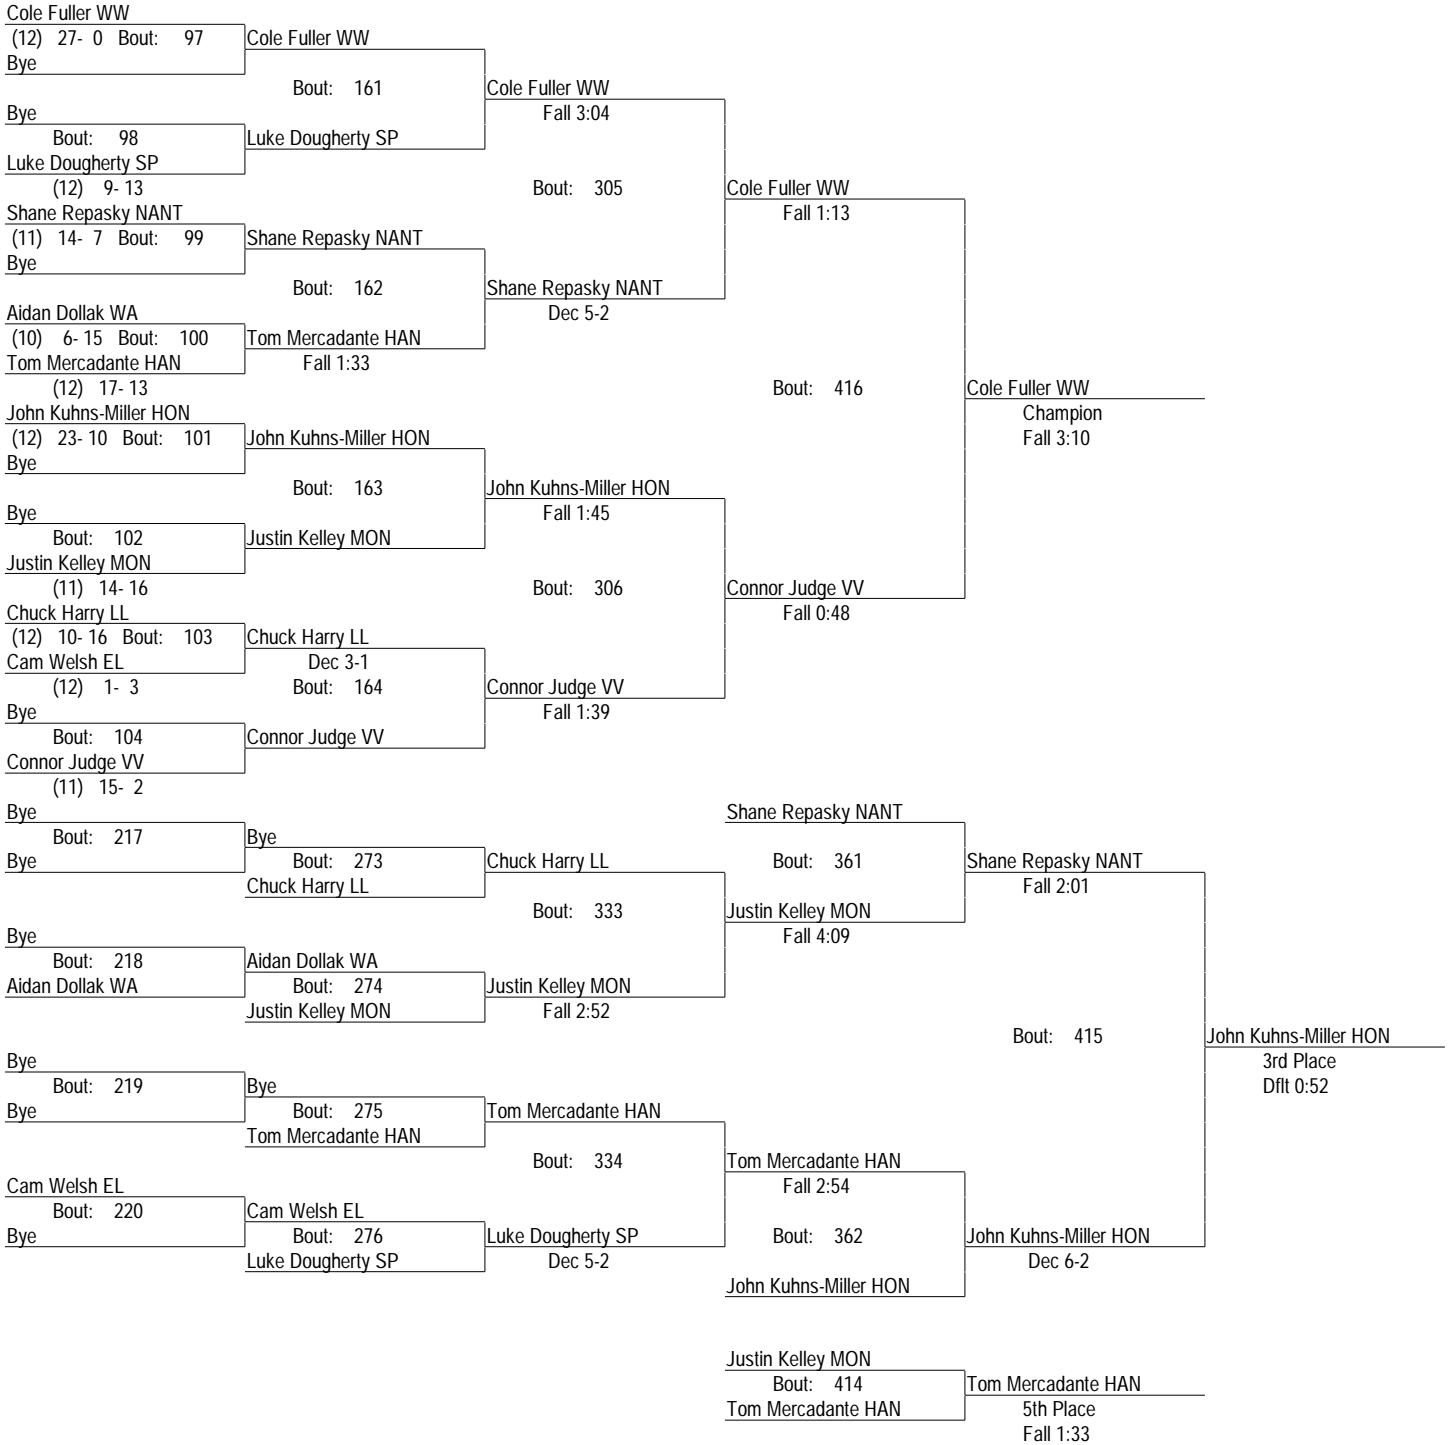 Cole Fuller WW
(12) 27- 0 Bout: 97 Cole Fuller WW
Bye
Bout: 161 Cole Fuller WW
Bye Fall 3:04
Bout: 98 Luke Dougherty SP
Luke Dougherty SP
(12) 9- 13 Bout: 305 Cole Fuller WW
Shane Repasky NANT Fall 1:13
(11) 14- 7 Bout: 99 Shane Repasky NANT
Bye
Bout: 162 Shane Repasky NANT
Aidan Dollak WA Dec 5-2
(10) 6- 15 Bout: 100 Tom Mercadante HAN
Tom Mercadante HAN Fall 1:33
(12) 17- 13 Bout: 416 Cole Fuller WW
John Kuhns-Miller HON Champion
(12) 23- 10 Bout: 101 John Kuhns-Miller HON Fall 3:10
Bye
Bout: 163 John Kuhns-Miller HON
Bye Fall 1:45
Bout: 102 Justin Kelley MON
Justin Kelley MON
(11) 14- 16 Bout: 306 Connor Judge VV
Chuck Harry LL Fall 0:48
(12) 10- 16 Bout: 103 Chuck Harry LL
Cam Welsh EL Dec 3-1
(12) 1- 3 Bout: 164 Connor Judge VV
Bye Fall 1:39
Bout: 104 Connor Judge VV
Connor Judge VV
(11) 15- 2
Bye Shane Repasky NANT
Bout: 217 Bye
Bye Bout: 273 Chuck Harry LL Bout: 361 Shane Repasky NANT
Chuck Harry LL Fall 2:01
Bout: 333 Justin Kelley MON
Bye Fall 4:09
Bout: 218 Aidan Dollak WA
Aidan Dollak WA Bout: 274 Justin Kelley MON
Justin Kelley MON Fall 2:52
Bout: 415 John Kuhns-Miller HON
Bye 3rd Place
Bout: 219 Bye Dflt 0:52
Bye Bout: 275 Tom Mercadante HAN
Tom Mercadante HAN
Bout: 334 Tom Mercadante HAN
Cam Welsh EL Fall 2:54
Bout: 220 Cam Welsh EL
Bye Bout: 276 Luke Dougherty SP Bout: 362 John Kuhns-Miller HON
Luke Dougherty SP Dec 5-2 Dec 6-2
John Kuhns-Miller HON
Justin Kelley MON
Bout: 414 Tom Mercadante HAN
Tom Mercadante HAN 5th Place
Fall 1:33